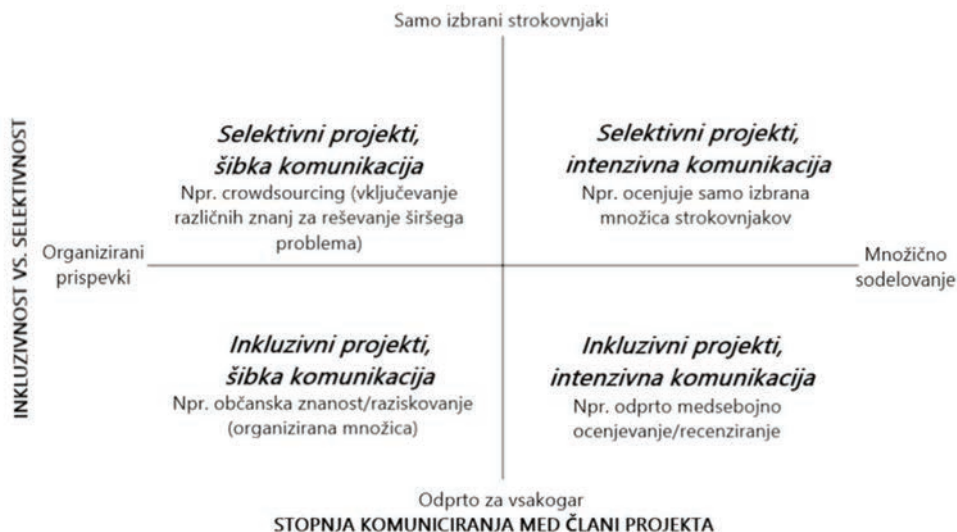 Samo izbrani strokovnjaki
INKLUZIVNOST VS. SELEKTIVNOST
Selektivni projekti,
šibka komunikacija
Npr. crowdsourcing (vključevanje
različnih znanj za reševanje širšega
problema)
Selektivni projekti,
intenzivna komunikacija
Npr. ocenjuje samo izbrana
množica strokovnjakov
Organizirani
prispevki
Množično
sodelovanje
Inkluzivni projekti,
šibka komunikacija
Npr. občanska znanost/raziskovanje
(organizirana množica)
Inkluzivni projekti,
intenzivna komunikacija
Npr. odprto medsebojno
ocenjevanje/recenziranje
Odprto za vsakogar
STOPNJA KOMUNICIRANJA MED ČLANI PROJEKTA